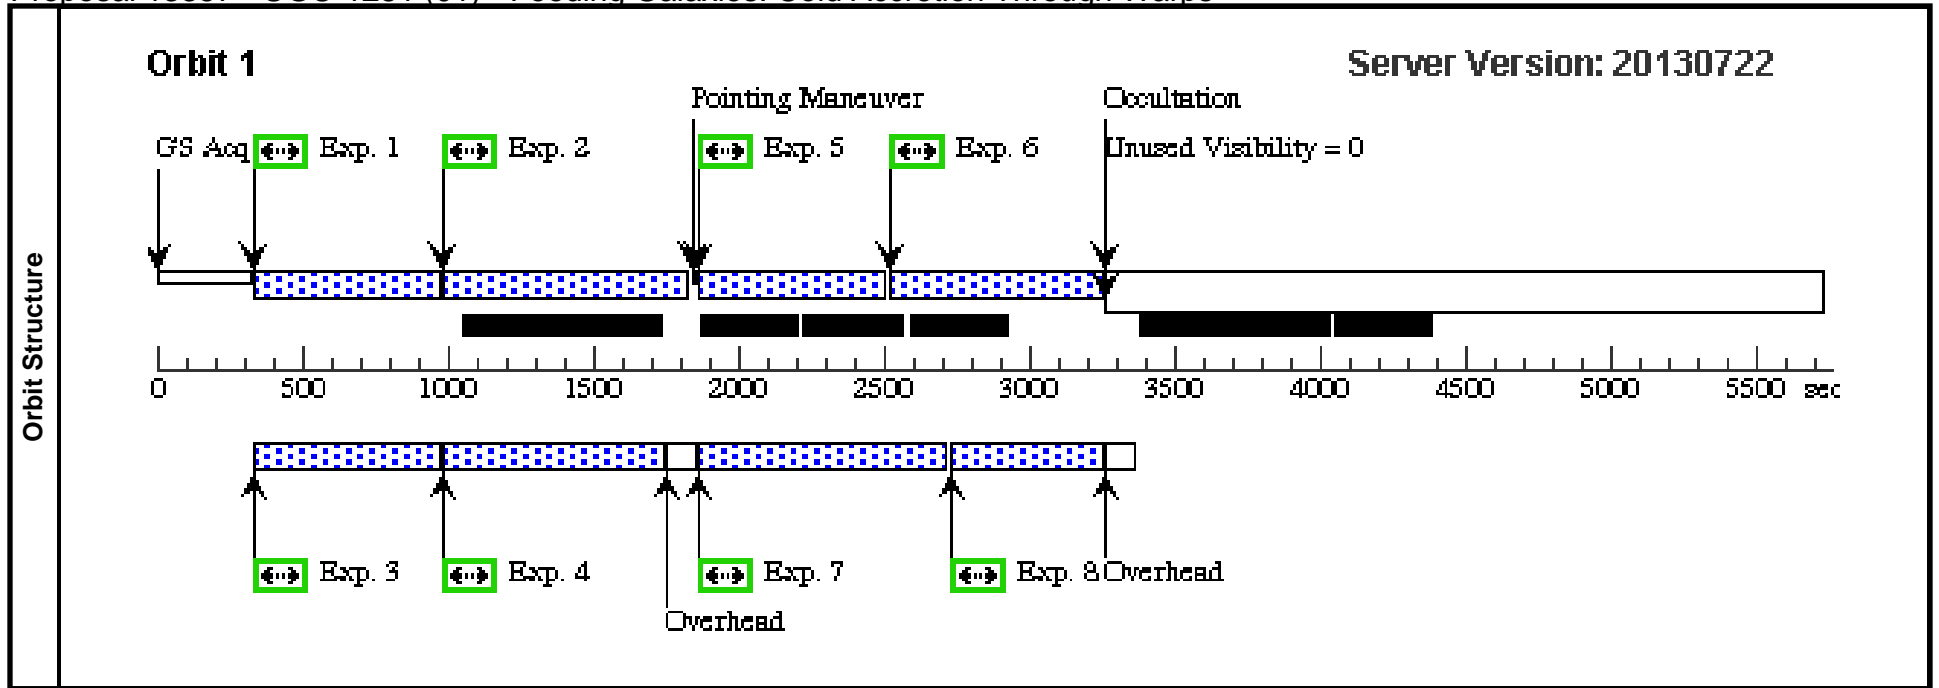 Orbit Structure
Orbit 1
Server Version: 20130722
Pointing Maneuver
Occultation
GS Acq
Exp. 1
Exp. 2
Exp. 5
Exp. 6
Unused Visibility = 0
0 500 1000 1500 2000 2500 3000 3500 4000 4500 5000 5500 sec
Exp. 3
Exp. 4
Exp. 7
Exp. 8
Overhead
Overhead